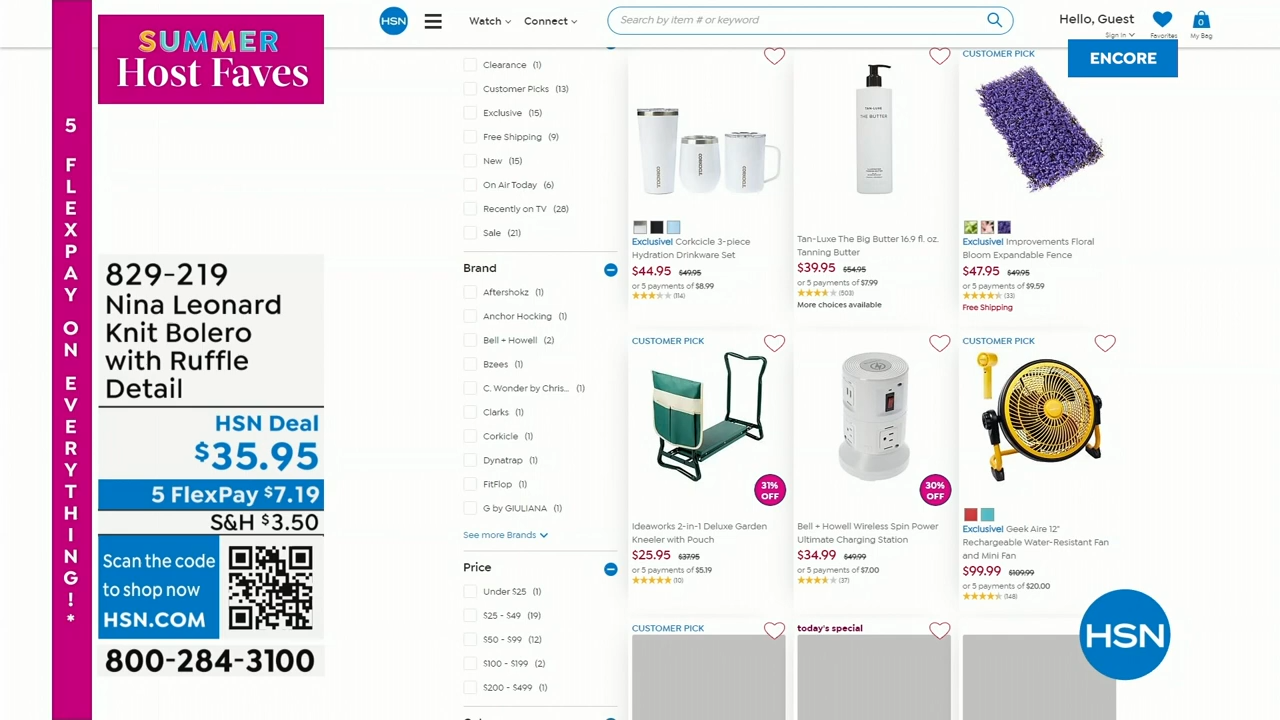 SUMMER
Host Faves
5 FLEXPAY ON EVERYTHING!*
829-219
Nina Leonard
Knit Bolero
with Ruffle
Detail
HSN Deal
$35.95
5 FlexPay $7.19
S&H $3.50
Scan the code
to shop now
HSN.COM
800-284-3100
HSN
Watch
Connect
Search by item # or keyword
Hello, Guest
Sign In
Favorites
0
My Bag
ENCORE
Clearance (1)
Customer Picks (13)
Exclusive (15)
Free Shipping (9)
New (15)
On Air Today (6)
Recently on TV (28)
Sale (21)
Brand
Aftershokz (1)
Anchor Hocking (1)
Bell + Howell (2)
Bzees (1)
C. Wonder by Chris... (1)
Clarks (1)
Corkicle (1)
Dynatrap (1)
FitFlop (1)
G by GIULIANA (1)
See more Brands
Price
Under $25 (1)
$25 - $49 (19)
$50 - $99 (12)
$100 - $199 (2)
$200 - $499 (1)
CORKCICLE
CORKCICLE
CORKCICLE
Exclusive! Corkcicle 3-piece
Hydration Drinkware Set
$44.95 $49.95
or 5 payments of $8.99
(114)
TAN-LUXE
THE BUTTER
Tan-Luxe The Big Butter 16.9 fl. oz.
Tanning Butter
$39.95 $54.95
or 5 payments of $7.99
(503)
More choices available
CUSTOMER PICK
Exclusive! Improvements Floral
Bloom Expandable Fence
$47.95 $49.95
or 5 payments of $9.59
(33)
Free Shipping
CUSTOMER PICK
31%
OFF
Ideaworks 2-in-1 Deluxe Garden
Kneeler with Pouch
$25.95 $37.95
or 5 payments of $5.19
(10)
30%
OFF
Bell + Howell Wireless Spin Power
Ultimate Charging Station
$34.99 $49.99
or 5 payments of $7.00
(37)
CUSTOMER PICK
Exclusive! Geek Aire 12"
Rechargeable Water-Resistant Fan
and Mini Fan
$99.99 $109.99
or 5 payments of $20.00
(148)
CUSTOMER PICK
today's special
HSN